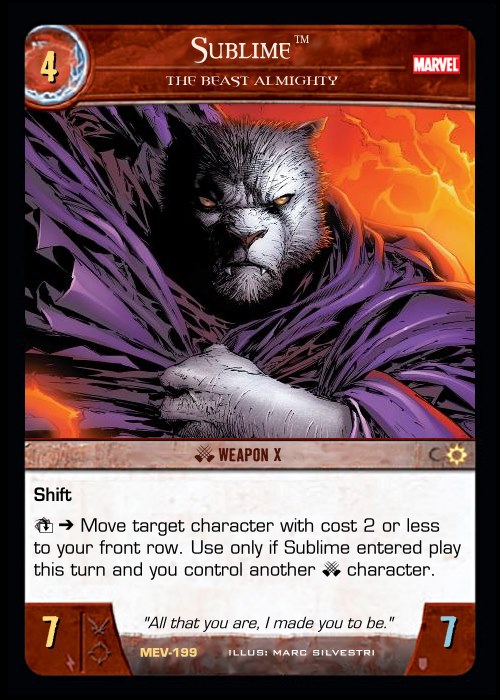 4
SUBLIME™
THE BEAST ALMIGHTY
MARVEL
WEAPON X
C
Shift
➔ Move target character with cost 2 or less
to your front row. Use only if Sublime entered play
this turn and you control another character.
7
"All that you are, I made you to be."
7
MEV-199 ILLUS: MARC SILVESTRI